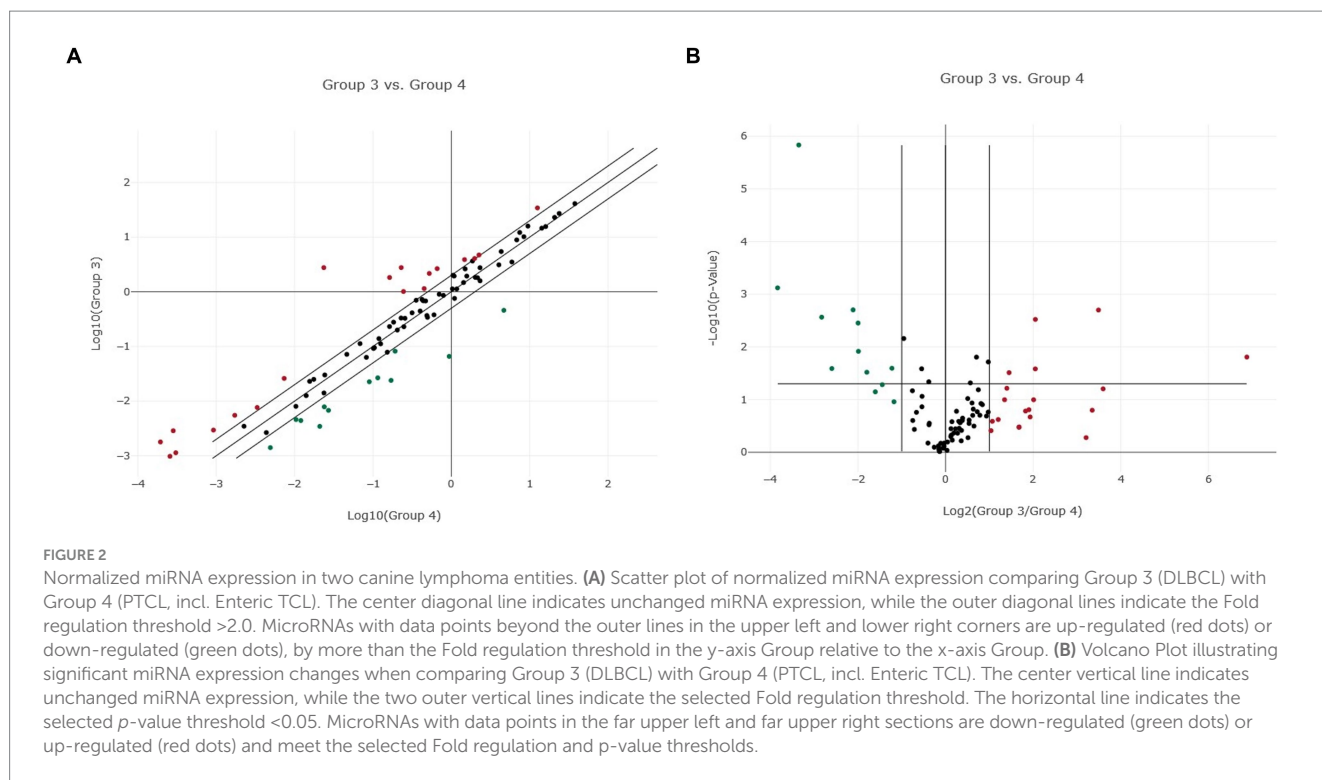 A
Group 3 vs. Group 4
Log10(Group 3)
2
1
0
−1
−2
−3
−4
−3
−2
−1
0
1
2
Log10(Group 4)
B
Group 3 vs. Group 4
-Log10(p-Value)
6
5
4
3
2
1
0
−4
−2
0
2
4
6
Log2(Group 3/Group 4)
FIGURE 2
Normalized miRNA expression in two canine lymphoma entities. (A) Scatter plot of normalized miRNA expression comparing Group 3 (DLBCL) with
Group 4 (PTCL, incl. Enteric TCL). The center diagonal line indicates unchanged miRNA expression, while the outer diagonal lines indicate the Fold
regulation threshold >2.0. MicroRNAs with data points beyond the outer lines in the upper left and lower right corners are up-regulated (red dots) or
down-regulated (green dots), by more than the Fold regulation threshold in the y-axis Group relative to the x-axis Group. (B) Volcano Plot illustrating
significant miRNA expression changes when comparing Group 3 (DLBCL) with Group 4 (PTCL, incl. Enteric TCL). The center vertical line indicates
unchanged miRNA expression, while the two outer vertical lines indicate the selected Fold regulation threshold. The horizontal line indicates the
selected p-value threshold <0.05. MicroRNAs with data points in the far upper left and far upper right sections are down-regulated (green dots) or
up-regulated (red dots) and meet the selected Fold regulation and p-value thresholds.